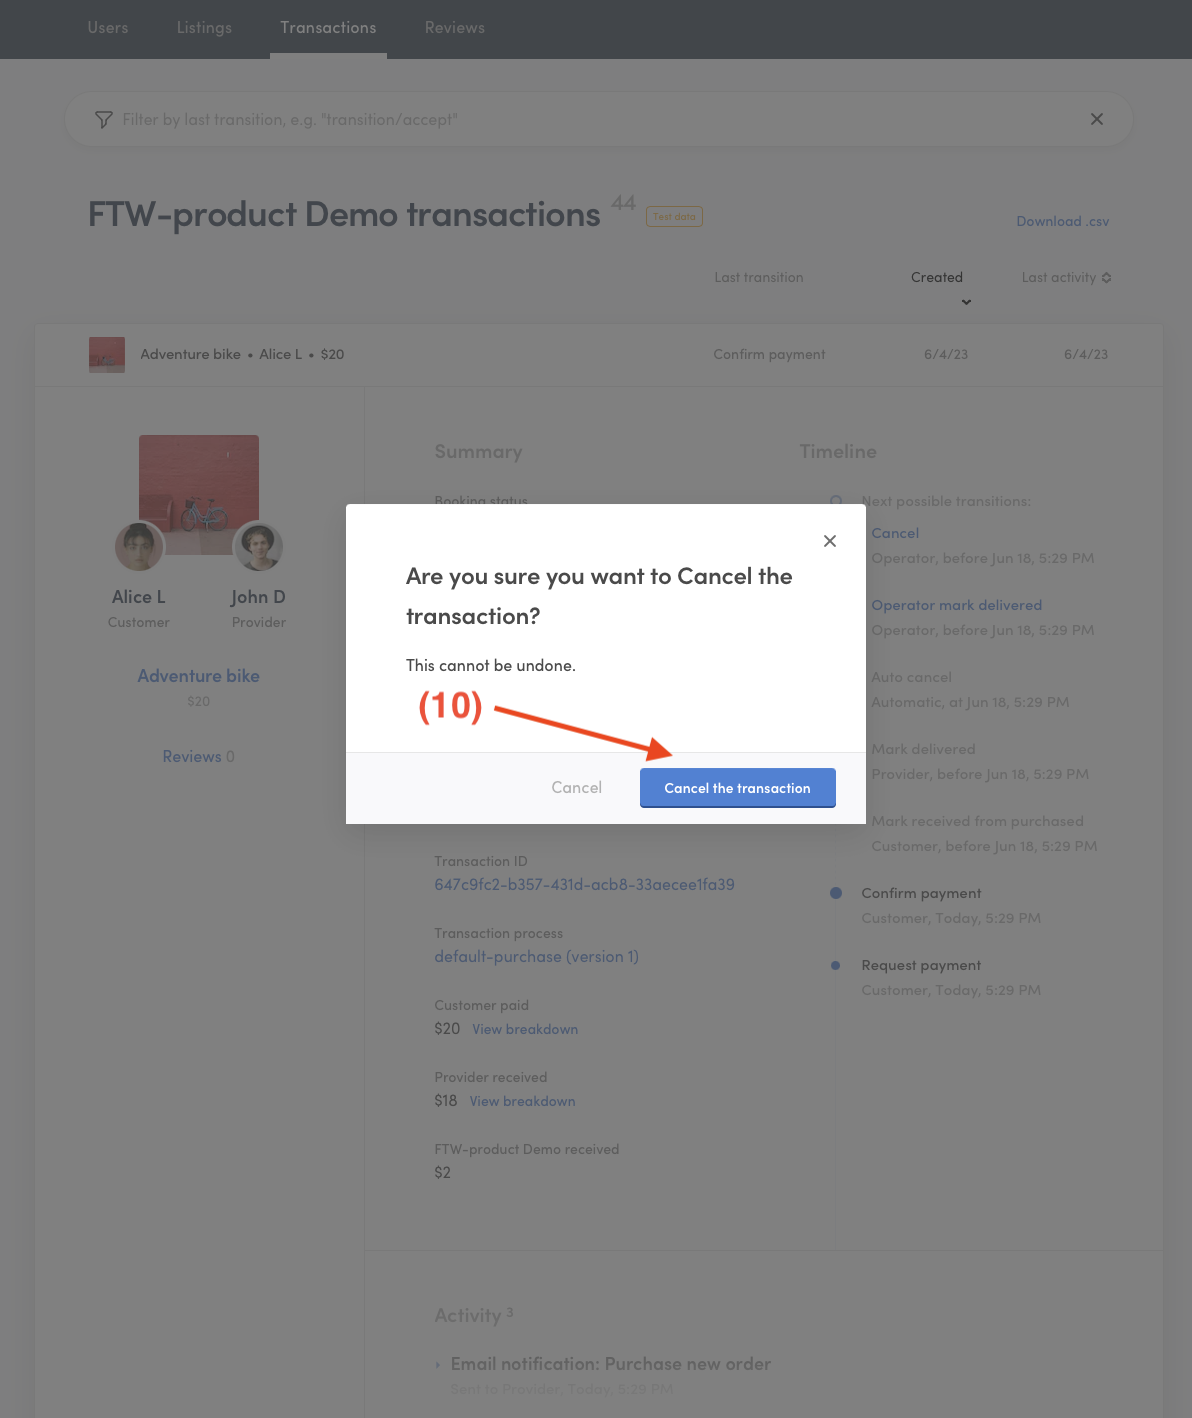 Users Listings Transactions Reviews
Filter by last transition, e.g. "transition/accept"
FTW-product Demo transactions 44 Test data
Download .csv
Last transition Created Last activity
Adventure bike • Alice L • $20 Confirm payment 6/4/23 6/4/23
Alice L John D
Customer Provider
Adventure bike
$20
Reviews 0
Summary
Booking status
Are you sure you want to Cancel the
transaction?
This cannot be undone.
(10)
Cancel Cancel the transaction
Transaction ID
647c9fc2-b357-431d-acb8-33aecee1fa39
Transaction process
default-purchase (version 1)
Customer paid
$20 View breakdown
Provider received
$18 View breakdown
FTW-product Demo received
$2
Timeline
Next possible transitions:
Cancel
Operator, before Jun 18, 5:29 PM
Operator mark delivered
Operator, before Jun 18, 5:29 PM
Auto cancel
Automatic, at Jun 18, 5:29 PM
Mark delivered
Provider, before Jun 18, 5:29 PM
Mark received from purchased
Customer, before Jun 18, 5:29 PM
Confirm payment
Customer, Today, 5:29 PM
Request payment
Customer, Today, 5:29 PM
Activity 3
› Email notification: Purchase new order
Sent to Provider, Today, 5:29 PM